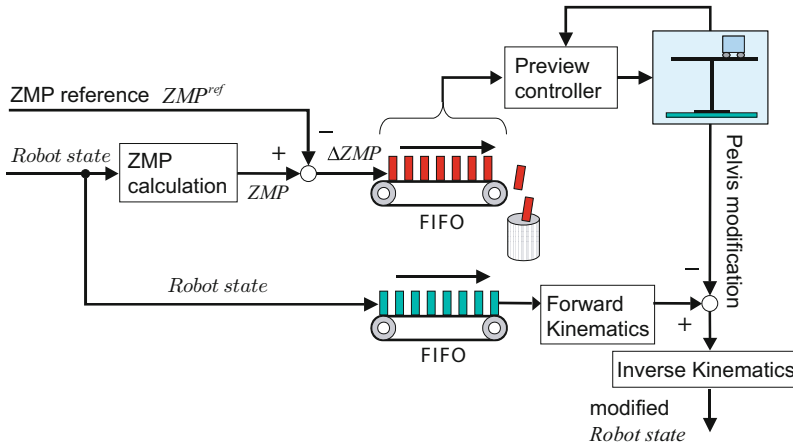 Preview
controller
ZMP reference ZMP^ref
−
Robot state
ZMP
calculation
+
ZMP
ΔZMP
FIFO
Pelvis modification
Robot state
FIFO
Forward
Kinematics
−
+
Inverse Kinematics
modified
Robot state